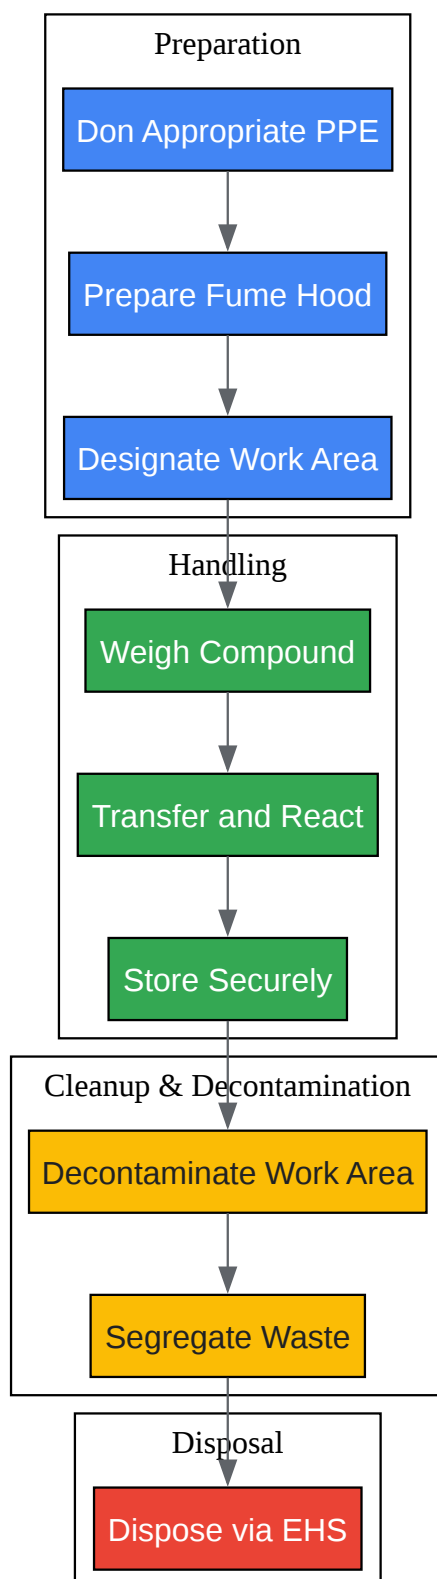 Preparation
Don Appropriate PPE
Prepare Fume Hood
Designate Work Area
Handling
Weigh Compound
Transfer and React
Store Securely
Cleanup & Decontamination
Decontaminate Work Area
Segregate Waste
Disposal
Dispose via EHS